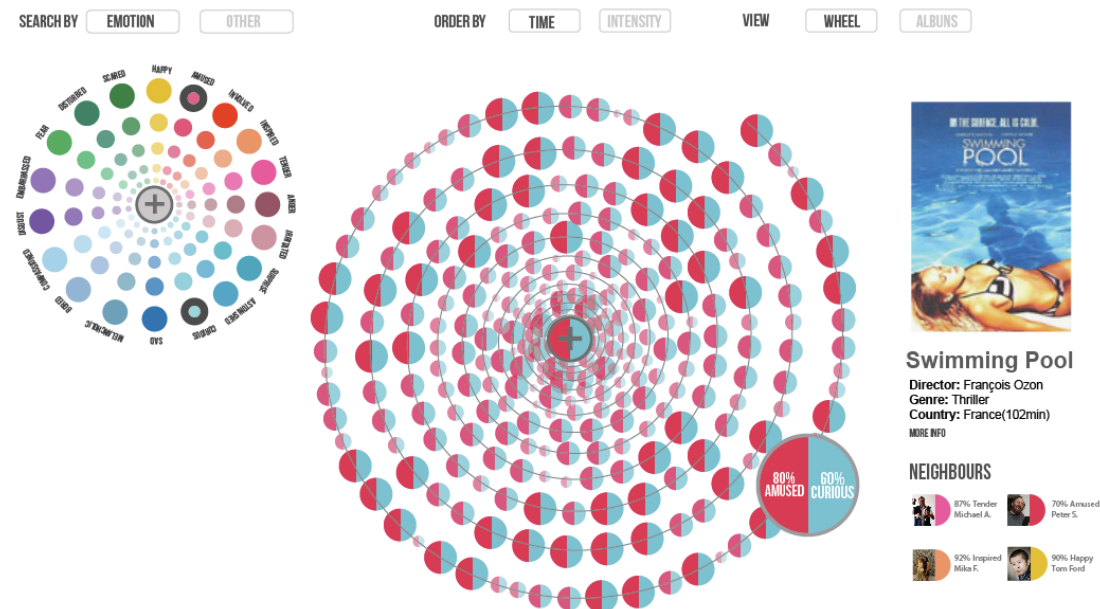 SEARCH BY
EMOTION
OTHER
ORDER BY
TIME
INTENSITY
VIEW
WHEEL
ALBUNS
HAPPY
AMUSED
INVOLVED
INSPIRED
TENDER
ANGER
IRRITATED
SURPRISE
ASTONISHED
CURIOUS
SAD
MELANCHOLIC
BORED
COMPASSIONED
DISGUST
EMBARRASSED
FEAR
DISTURBED
SCARED
80%
AMUSED
60%
CURIOUS
ON THE SURFACE, ALL IS CALM.
SWIMMING
POOL
Swimming Pool
Director: François Ozon
Genre: Thriller
Country: France(102min)
MORE INFO
NEIGHBOURS
87% Tender
Michael A.
70% Amused
Peter S.
92% Inspired
Mika F.
90% Happy
Tom Ford